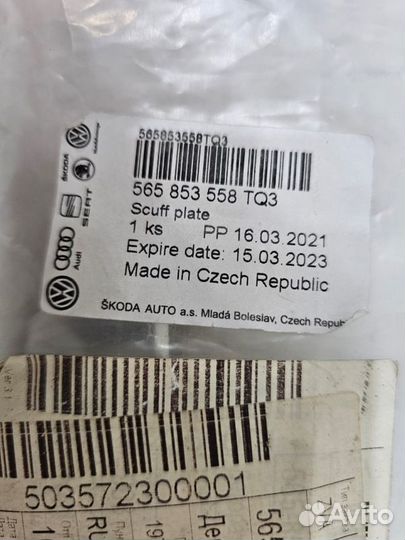 565853558TQ3
565 853 558 TQ3
Scuff plate
1 ks PP 16.03.2021
Expire date: 15.03.2023
Made in Czech Republic
ŠKODA AUTO a.s. Mladá Boleslav, Czech
ŠKODA
SEAT
Audi
503572300001
Avito